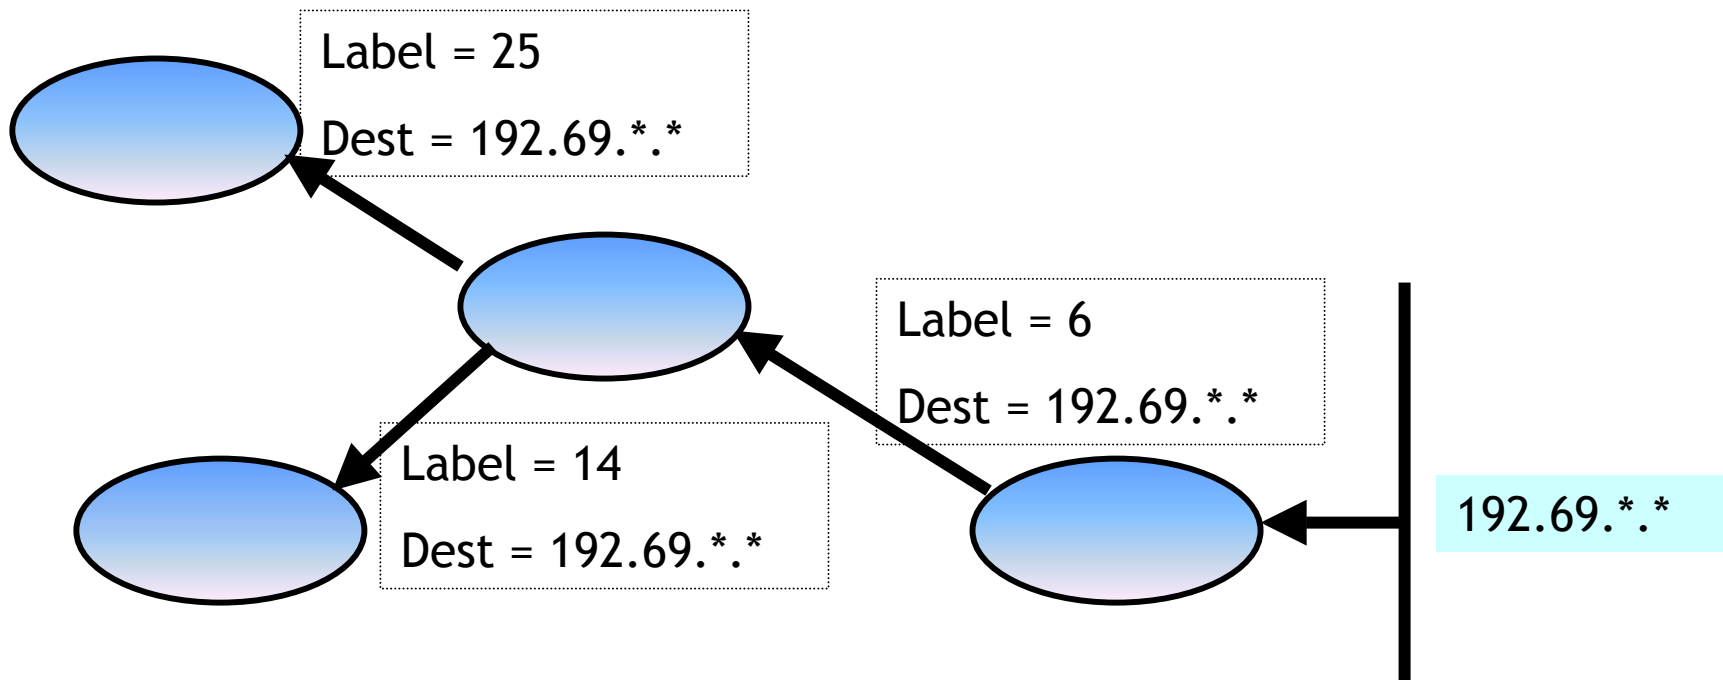 Label = 25
Dest = 192.69.*.*
Label = 6
Dest = 192.69.*.*
Label = 14
Dest = 192.69.*.*
192.69.*.*